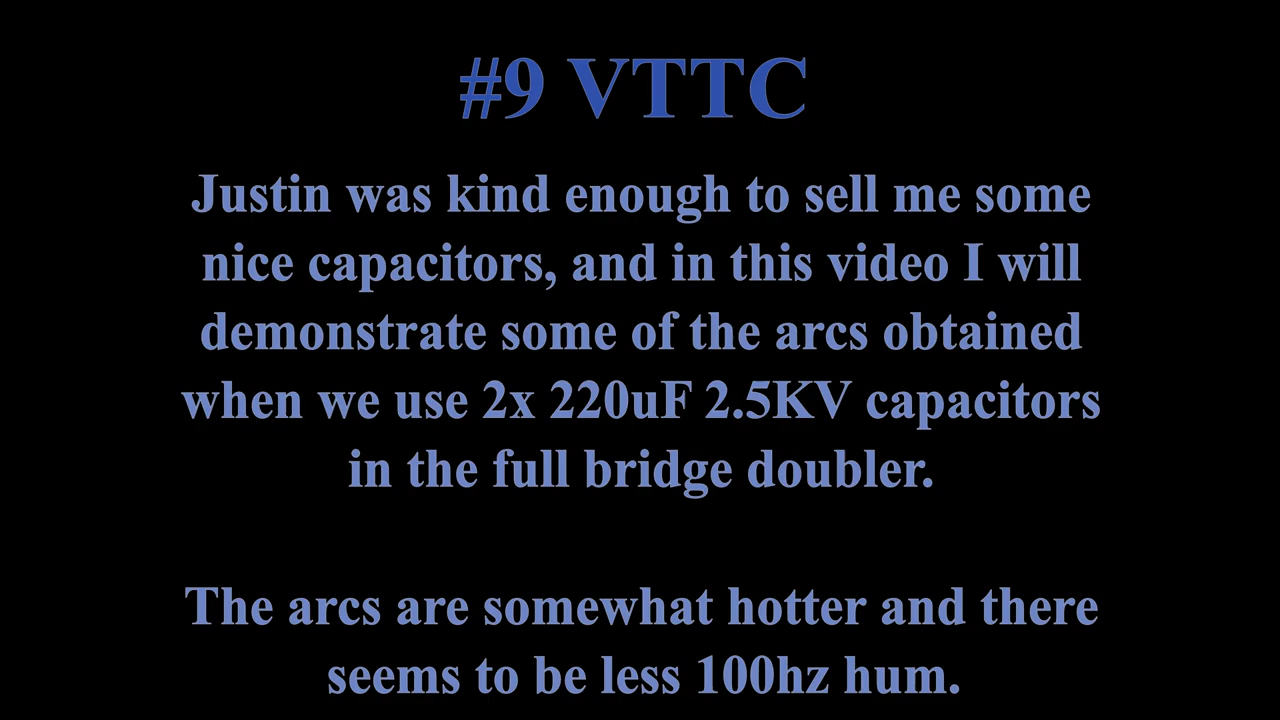 #9 VTTC
Justin was kind enough to sell me some
nice capacitors, and in this video I will
demonstrate some of the arcs obtained
when we use 2x 220uF 2.5KV capacitors
in the full bridge doubler.
The arcs are somewhat hotter and there
seems to be less 100hz hum.